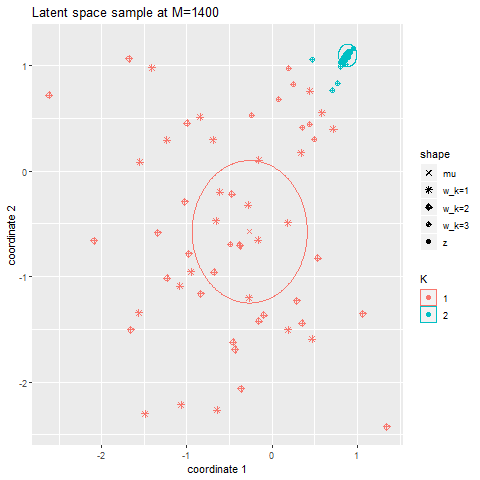 Latent space sample at M=1400
coordinate 2
1
0
-1
-2
-2
-1
0
1
coordinate 1
shape
mu
w_k=1
w_k=2
w_k=3
z
K
1
2